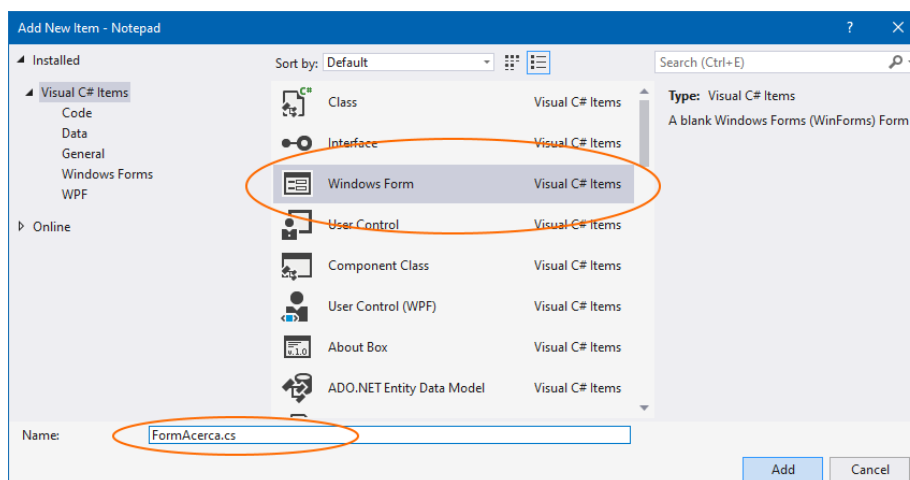 Add New Item - Notepad ?
Installed
Sort by: Default
Search (Ctrl+E)
Visual C# Items
Code
Data
General
Windows Forms
WPF
Online
C#
Class Visual C# Items
Interface Visual C# Items
Windows Form Visual C# Items
User Control Visual C# Items
Component Class Visual C# Items
User Control (WPF) Visual C# Items
v.1.0
About Box Visual C# Items
ADO.NET Entity Data Model Visual C# Items
Type: Visual C# Items
A blank Windows Forms (WinForms) Form
Name: FormAcerca.cs
Add Cancel